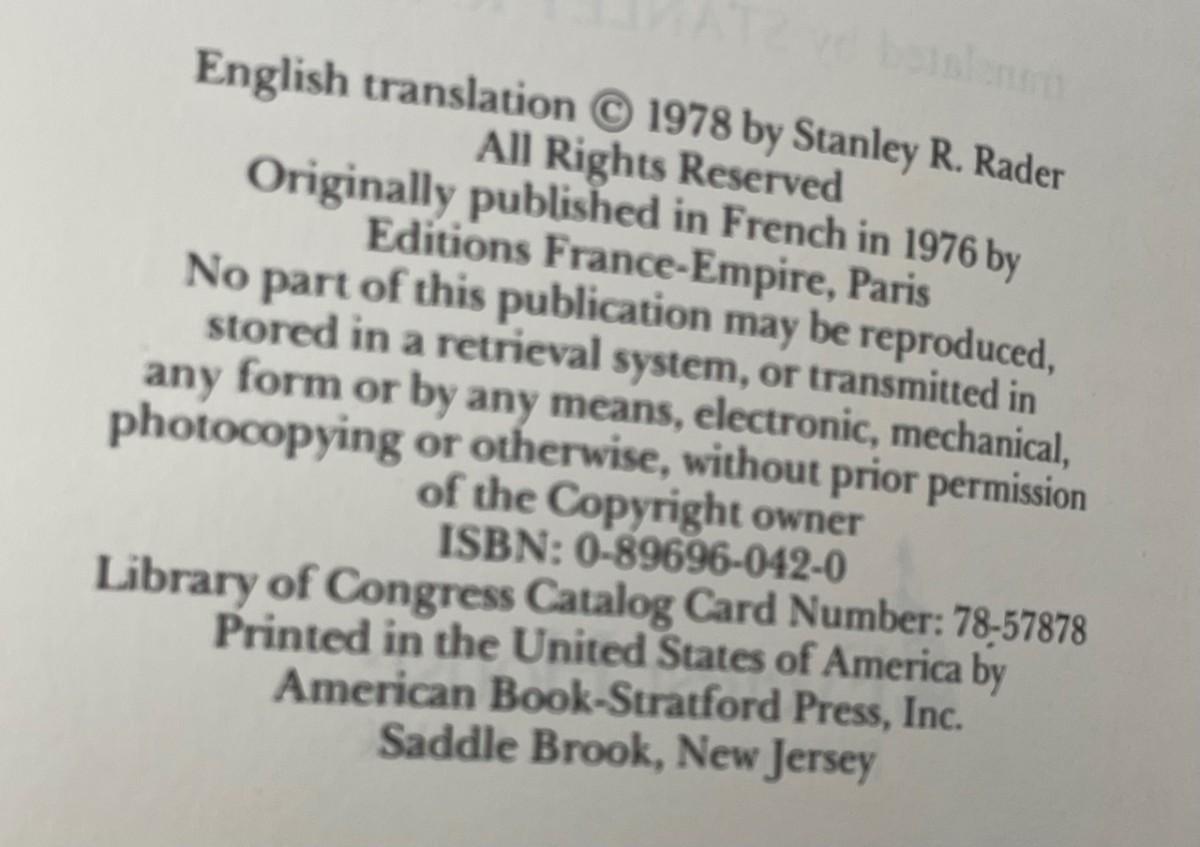 English translation © 1978 by Stanley R. Rader
All Rights Reserved
Originally published in French in 1976 by
Editions France-Empire, Paris
No part of this publication may be reproduced,
stored in a retrieval system, or transmitted in
any form or by any means, electronic, mechanical,
photocopying or otherwise, without prior permission
of the Copyright owner
ISBN: 0-89696-042-0
Library of Congress Catalog Card Number: 78-57878
Printed in the United States of America by
American Book-Stratford Press, Inc.
Saddle Brook, New Jersey